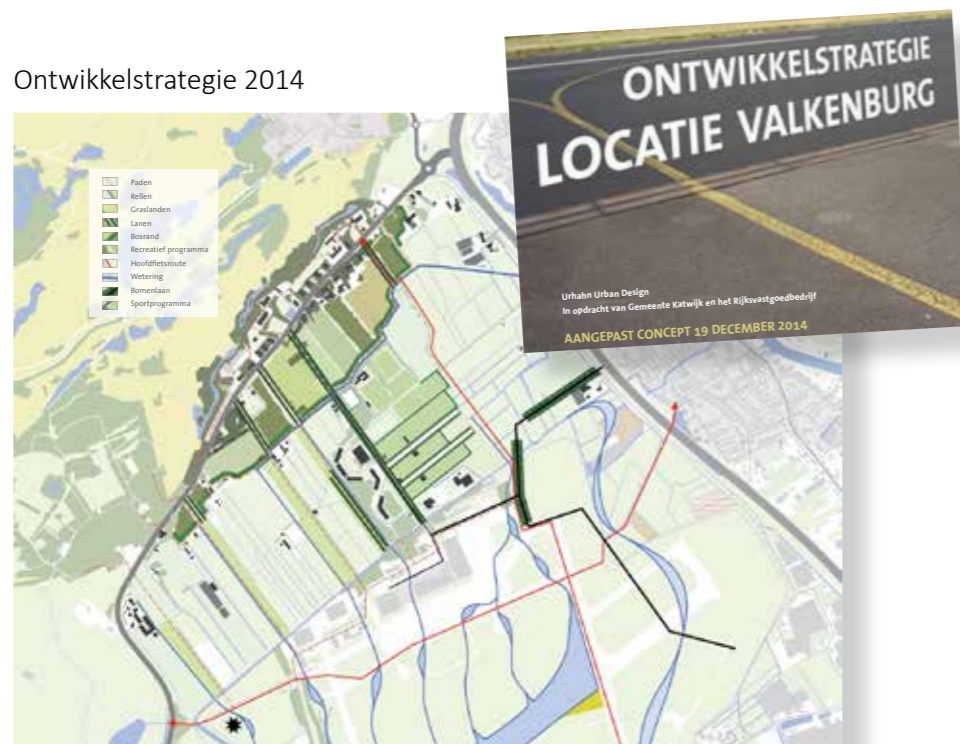 Ontwikkelstrategie 2014
ONTWIKKELSTRATEGIE
LOCATIE VALKENBURG
Urhahn Urban Design
In opdracht van Gemeente Katwijk en het Rijksvastgoedbedrijf
AANGEPAST CONCEPT 19 DECEMBER 2014
Paden
Rellen
Graslanden
Lanen
Bosrand
Recreatief programma
Hoofdfietsroute
Wetering
Bomenlaan
Sportprogramma